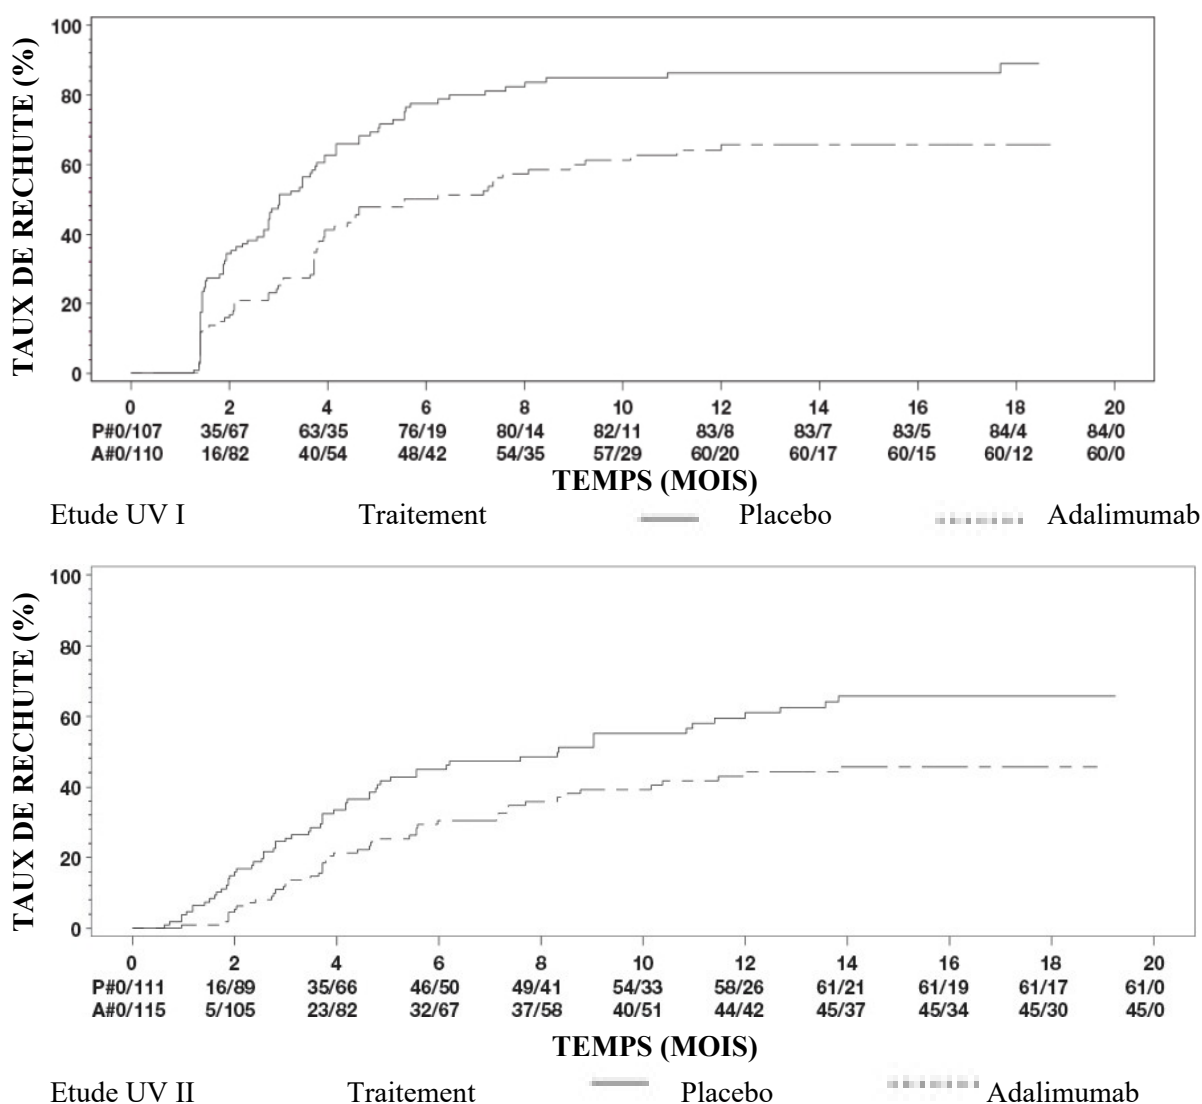 100
80
60
40
20
0
TAUX DE RECHUTE (%)
0 2 4 6 8 10 12 14 16 18 20
P#0/107 35/67 63/35 76/19 80/14 82/11 83/8 83/7 83/5 84/4 84/0
A#0/110 16/82 40/54 48/42 54/35 57/29 60/20 60/17 60/15 60/12 60/0
TEMPS (MOIS)
Etude UV I Traitement Placebo Adalimumab
100
80
60
40
20
0
TAUX DE RECHUTE (%)
0 2 4 6 8 10 12 14 16 18 20
P#0/111 16/89 35/66 46/50 49/41 54/33 58/26 61/21 61/19 61/17 61/0
A#0/115 5/105 23/82 32/67 37/58 40/51 44/42 45/37 45/34 45/30 45/0
TEMPS (MOIS)
Etude UV II Traitement Placebo Adalimumab